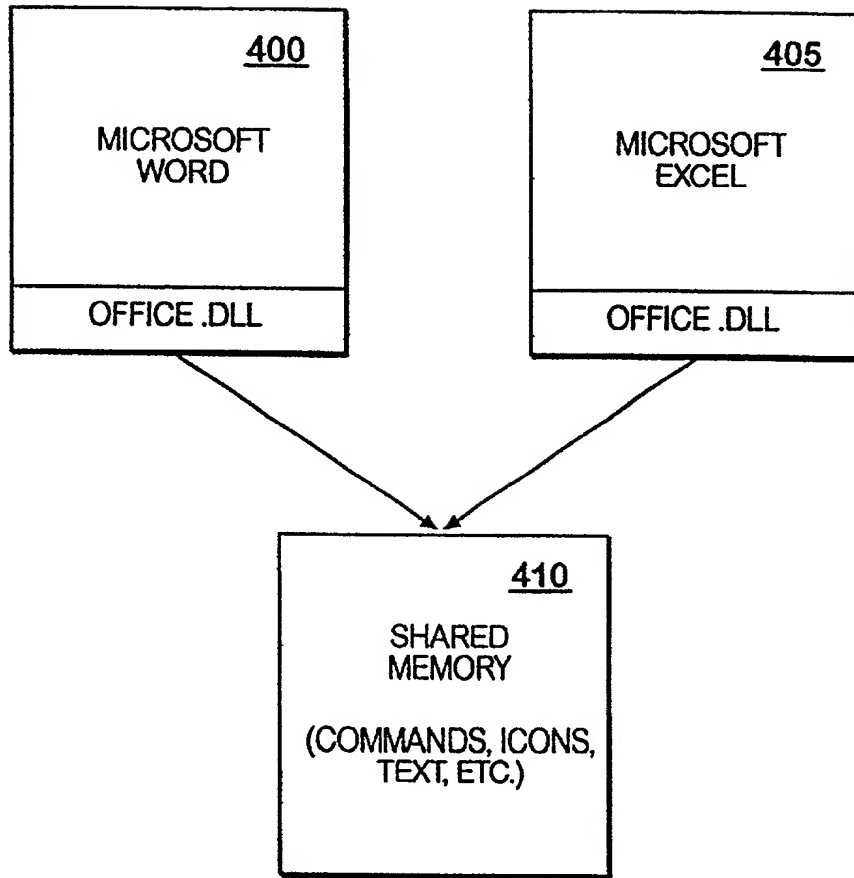 400
MICROSOFT
WORD
OFFICE .DLL
405
MICROSOFT
EXCEL
OFFICE .DLL
410
SHARED
MEMORY
(COMMANDS, ICONS,
TEXT, ETC.)